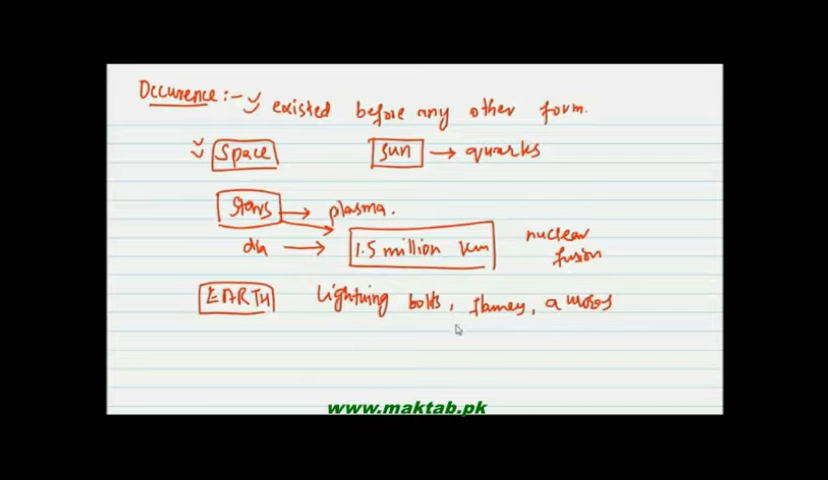 Occurence :- existed before any other form.
Space sun → quarks
Stars → plasma.
dia → 1.5 million km nuclear fusion
EARTH Lightning bolts, flames, auroras
www.maktab.pk